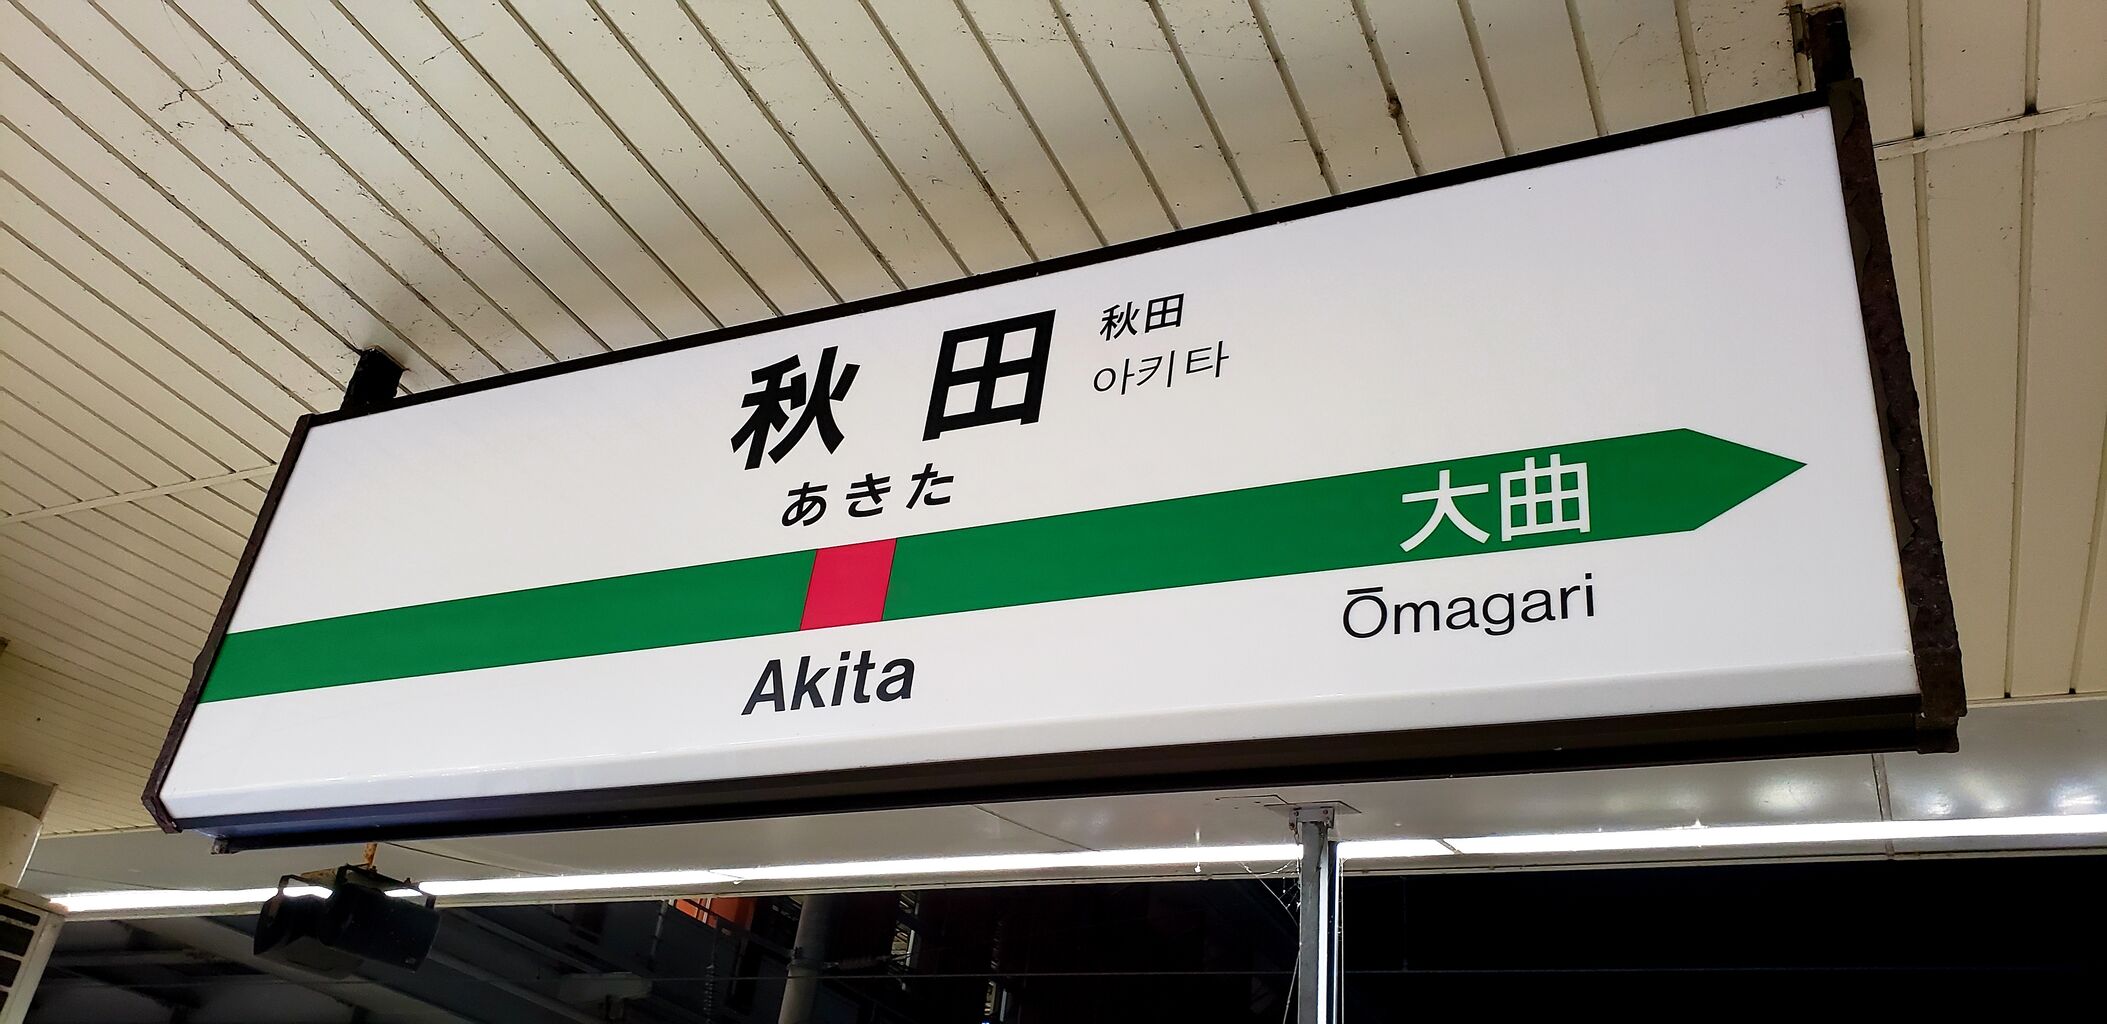 秋田
秋田
아키타
あきた
大曲
Akita
Ōmagari